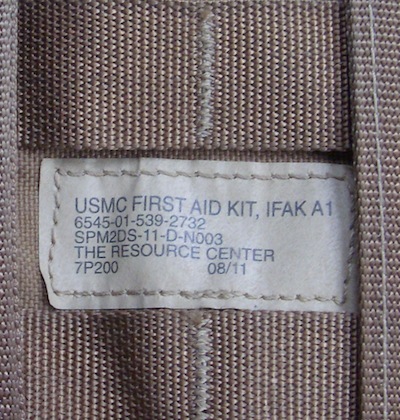 USMC FIRST AID KIT, IFAK A1
6545-01-539-2732
SPM2DS-11-D-N003
THE RESOURCE CENTER
7P200 08/11